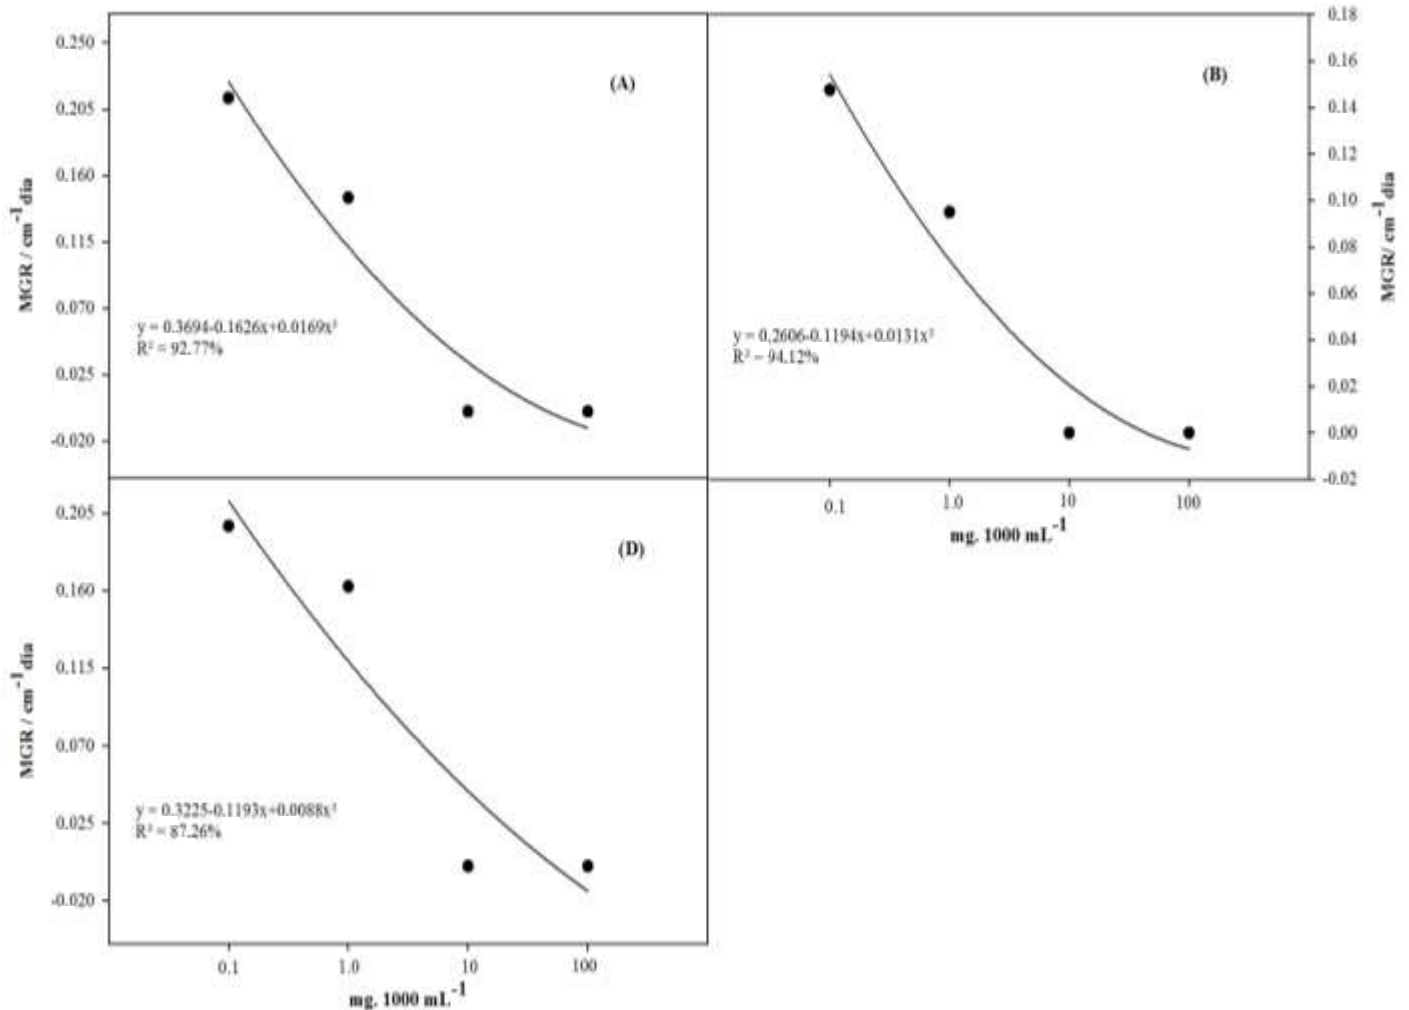 0.250
0.205
0.160
0.115
0.070
0.025
-0.020
MGR / cm⁻¹dia
(A)
y = 0.3694-0.1626x+0.0169x²
R² = 92.77%
(B)
y = 0.2606-0.1194x+0.0131x²
R² = 94.12%
0.18
0.16
0.14
0.12
0.10
0.08
0.06
0.04
0.02
0.00
-0.02
MGR/ cm⁻¹dia
0.1 1.0 10 100
mg. 1000 mL⁻¹
0.205
0.160
0.115
0.070
0.025
-0.020
MGR / cm⁻¹dia
(D)
y = 0.3225-0.1193x+0.0088x²
R² = 87.26%
0.1 1.0 10 100
mg. 1000 mL⁻¹